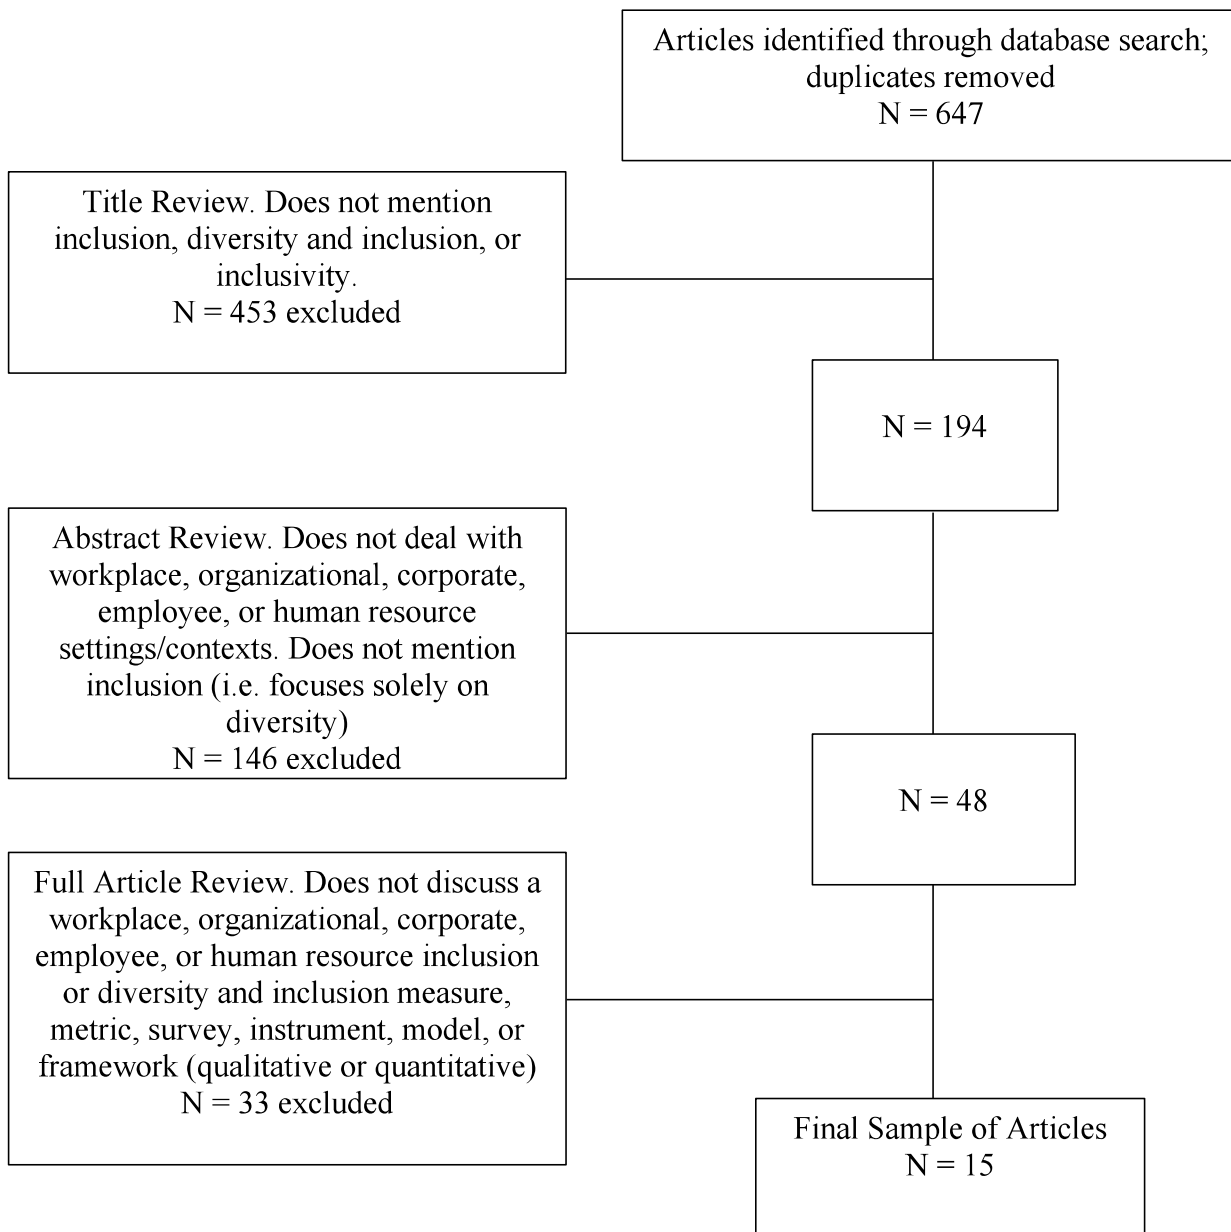 Articles identified through database search;
duplicates removed
N = 647
Title Review. Does not mention
inclusion, diversity and inclusion, or
inclusivity.
N = 453 excluded
N = 194
Abstract Review. Does not deal with
workplace, organizational, corporate,
employee, or human resource
settings/contexts. Does not mention
inclusion (i.e. focuses solely on
diversity)
N = 146 excluded
N = 48
Full Article Review. Does not discuss a
workplace, organizational, corporate,
employee, or human resource inclusion
or diversity and inclusion measure,
metric, survey, instrument, model, or
framework (qualitative or quantitative)
N = 33 excluded
Final Sample of Articles
N = 15